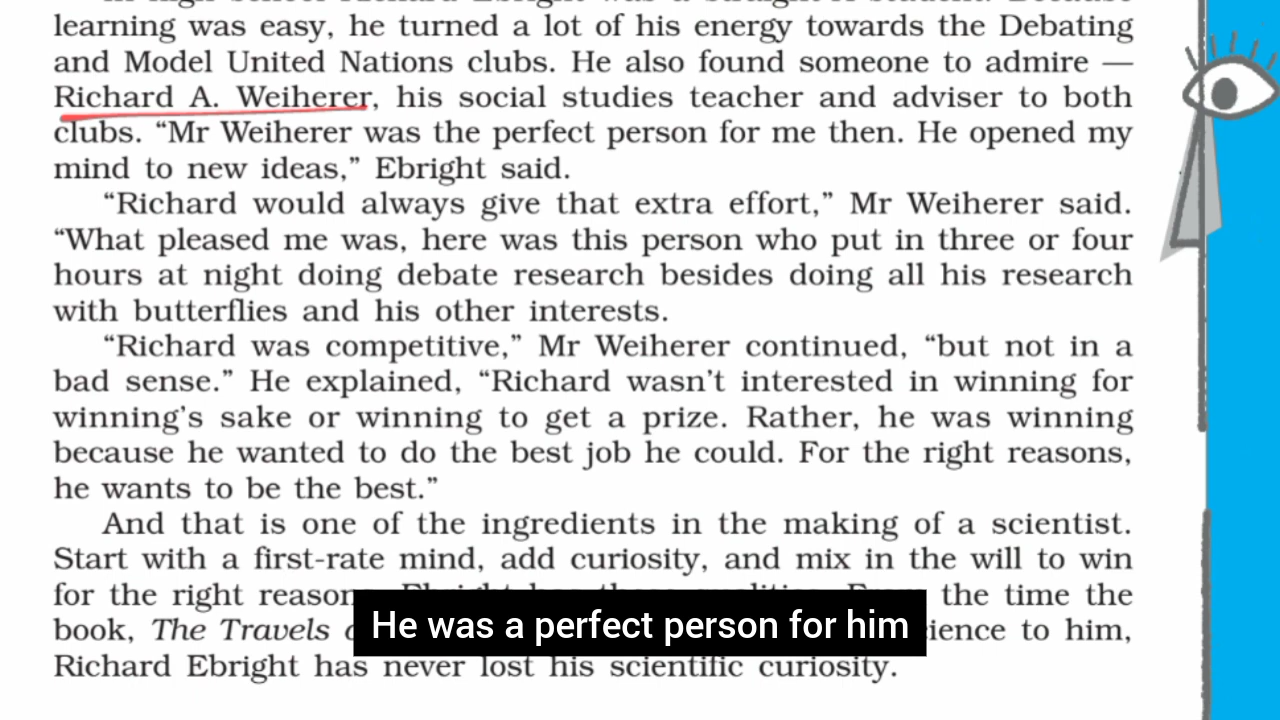 learning was easy, he turned a lot of his energy towards the Debating
and Model United Nations clubs. He also found someone to admire —
Richard A. Weiherer, his social studies teacher and adviser to both
clubs. “Mr Weiherer was the perfect person for me then. He opened my
mind to new ideas,” Ebright said.
“Richard would always give that extra effort,” Mr Weiherer said.
“What pleased me was, here was this person who put in three or four
hours at night doing debate research besides doing all his research
with butterflies and his other interests.
“Richard was competitive,” Mr Weiherer continued, “but not in a
bad sense.” He explained, “Richard wasn’t interested in winning for
winning’s sake or winning to get a prize. Rather, he was winning
because he wanted to do the best job he could. For the right reasons,
he wants to be the best.”
And that is one of the ingredients in the making of a scientist.
Start with a first-rate mind, add curiosity, and mix in the will to win
for the right the time the
book, The Travels to him,
He was a perfect person for him
Richard Ebright has never lost his scientific curiosity.